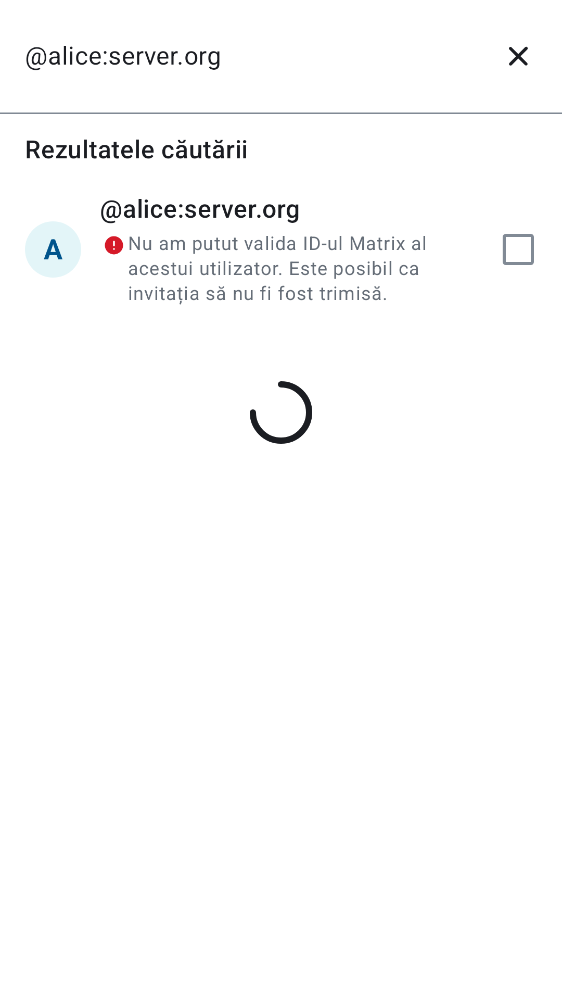 @alice:server.org
Rezultatele căutării
@alice:server.org
A
Nu am putut valida ID-ul Matrix al
acestui utilizator. Este posibil ca
invitația să nu fi fost trimisă.